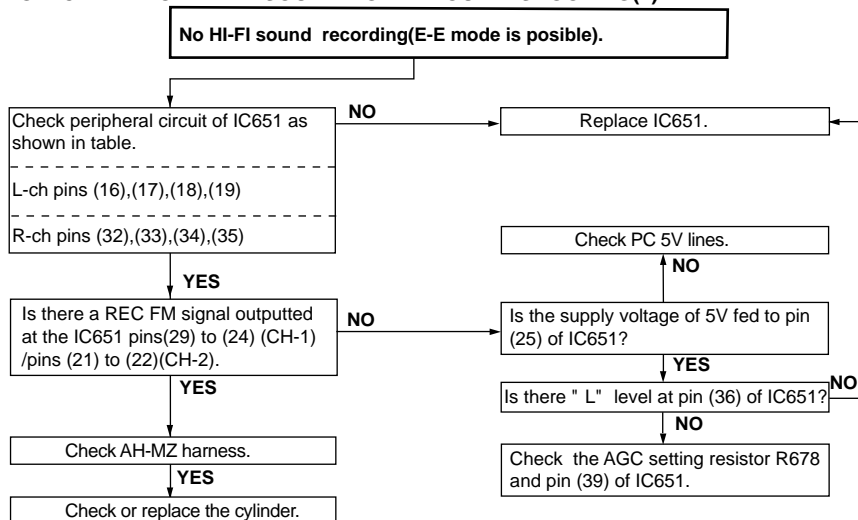 No HI-FI sound recording(E-E mode is posible).
Check peripheral circuit of IC651 as
shown in table.
L-ch pins (16),(17),(18),(19)
R-ch pins (32),(33),(34),(35)
NO
Replace IC651.
YES
Is there a REC FM signal outputted
at the IC651 pins(29) to (24) (CH-1)
/pins (21) to (22)(CH-2).
NO
Check PC 5V lines.
NO
Is the supply voltage of 5V fed to pin
(25) of IC651?
YES
Is there " L" level at pin (36) of IC651?
NO
NO
Check the AGC setting resistor R678
and pin (39) of IC651.
YES
Check AH-MZ harness.
YES
Check or replace the cylinder.